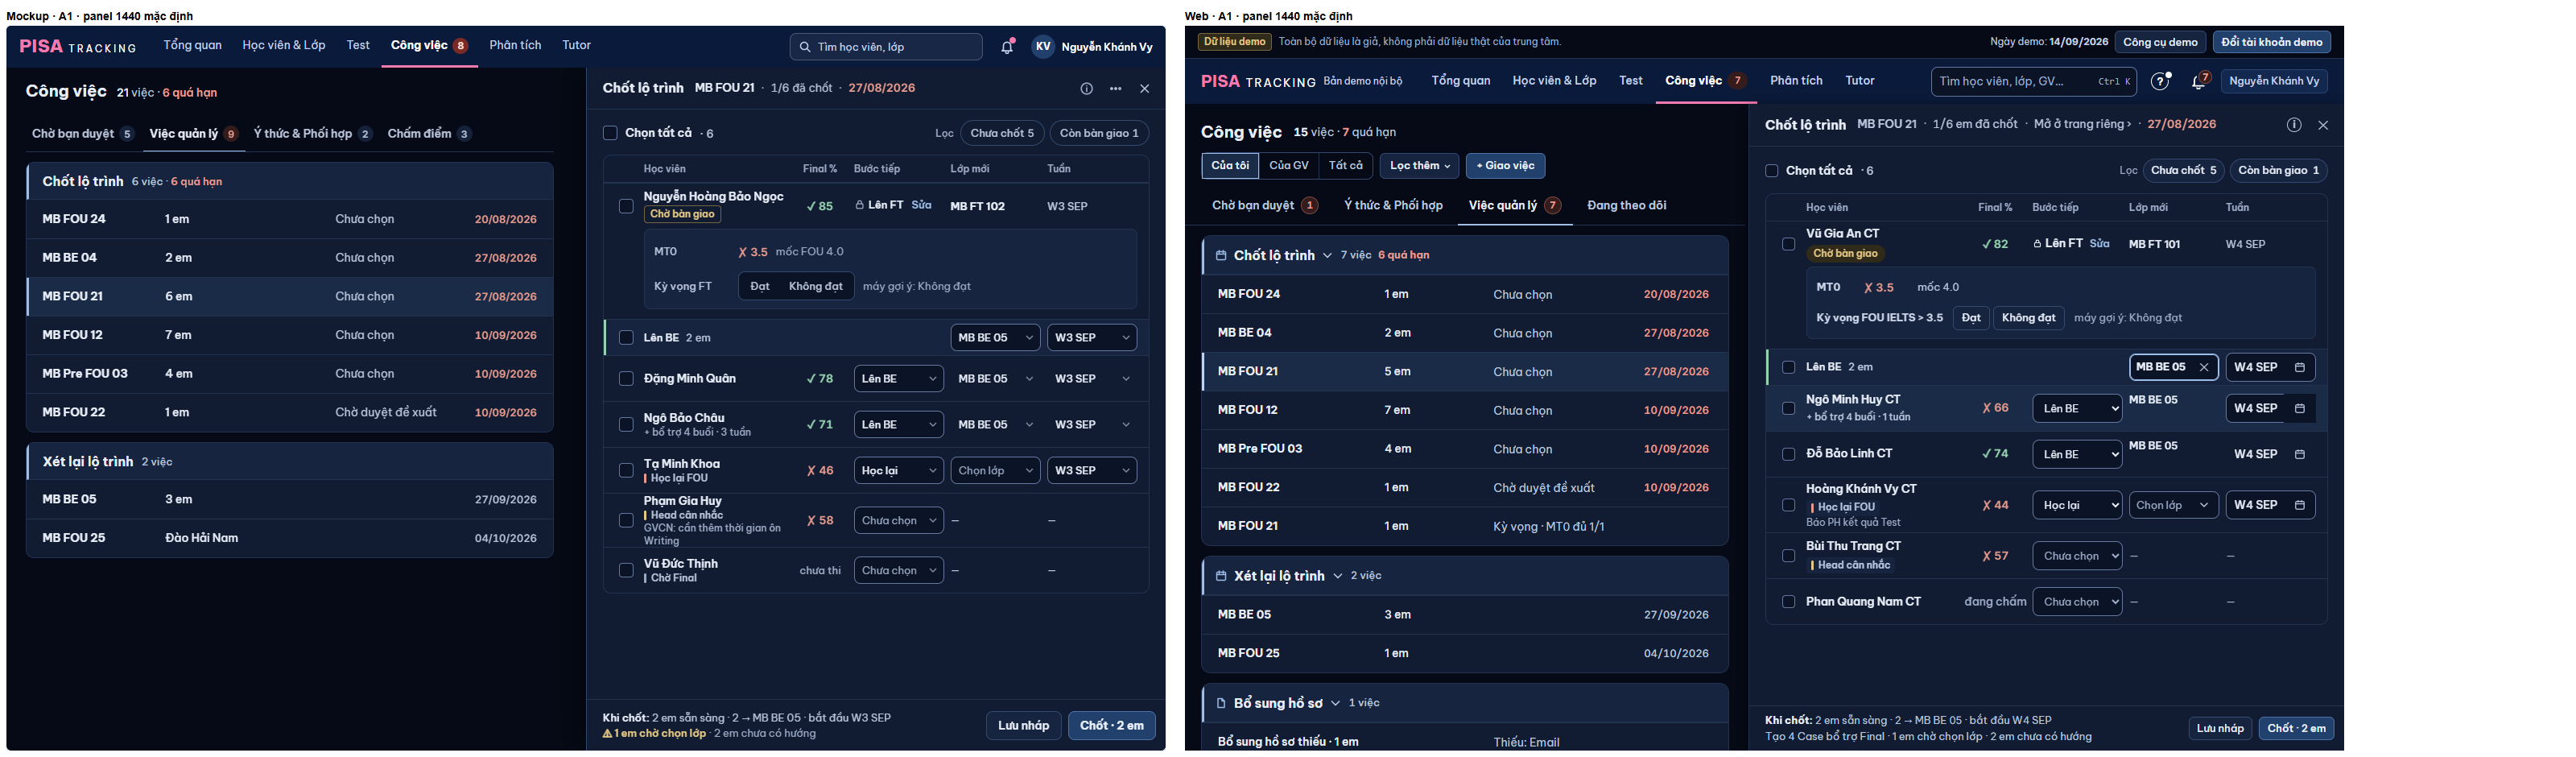 Mockup · A1 · panel 1440 mặc định
PISA TRACKING Tổng quan Học viên & Lớp Test Công việc 8 Phân tích Tutor Tìm học viên, lớp KV Nguyễn Khánh Vy
Công việc 21 việc · 6 quá hạn
Chờ bạn duyệt 5 Việc quản lý 9 Ý thức & Phối hợp 2 Chấm điểm 3
Chốt lộ trình 6 việc · 6 quá hạn
MB FOU 24 1 em Chưa chọn 20/08/2026
MB BE 04 2 em Chưa chọn 27/08/2026
MB FOU 21 6 em Chưa chọn 27/08/2026
MB FOU 12 7 em Chưa chọn 10/09/2026
MB Pre FOU 03 4 em Chưa chọn 10/09/2026
MB FOU 22 1 em Chờ duyệt đề xuất 10/09/2026
Xét lại lộ trình 2 việc
MB BE 05 3 em 27/09/2026
MB FOU 25 Đào Hải Nam 04/10/2026
Chốt lộ trình MB FOU 21 · 1/6 đã chốt · 27/08/2026
Chọn tất cả · 6 Lọc Chưa chốt 5 Còn bàn giao 1
Học viên Final % Bước tiếp Lớp mới Tuần
Nguyễn Hoàng Bảo Ngọc ✓ 85 Lên FT Sửa MB FT 102 W3 SEP
Chờ bàn giao
MT0 ✗ 3.5 mốc FOU 4.0
Kỳ vọng FT Đạt Không đạt máy gợi ý: Không đạt
Lên BE 2 em MB BE 05 W3 SEP
Đặng Minh Quân ✓ 78 Lên BE MB BE 05 W3 SEP
Ngô Bảo Châu ✓ 71 Lên BE MB BE 05 W3 SEP
+ bổ trợ 4 buổi · 3 tuần
Tạ Minh Khoa ✗ 46 Học lại Chọn lớp W3 SEP
Học lại FOU
Phạm Gia Huy ✗ 58 Chưa chọn – –
Head cân nhắc
GVCN: cần thêm thời gian ôn
Writing
Vũ Đức Thịnh chưa thi Chưa chọn – –
Chờ Final
Khi chốt: 2 em sẵn sàng · 2 → MB BE 05 · bắt đầu W3 SEP
⚠ 1 em chờ chọn lớp · 2 em chưa có hướng
Lưu nháp Chốt · 2 em
Web · A1 · panel 1440 mặc định
Dữ liệu demo Toàn bộ dữ liệu là giả, không phải dữ liệu thật của trung tâm. Ngày demo: 14/09/2026 Công cụ demo Đổi tài khoản demo
PISA TRACKING Bản demo nội bộ Tổng quan Học viên & Lớp Test Công việc 7 Phân tích Tutor Tìm học viên, lớp, GV... Ctrl K ? 7 Nguyễn Khánh Vy
Công việc 15 việc · 7 quá hạn
Của tôi Của GV Tất cả Lọc thêm + Giao việc
Chờ bạn duyệt 1 Ý thức & Phối hợp Việc quản lý 7 Đang theo dõi
Chốt lộ trình 7 việc 6 quá hạn
MB FOU 24 1 em Chưa chọn 20/08/2026
MB BE 04 2 em Chưa chọn 27/08/2026
MB FOU 21 5 em Chưa chọn 27/08/2026
MB FOU 12 7 em Chưa chọn 10/09/2026
MB Pre FOU 03 4 em Chưa chọn 10/09/2026
MB FOU 22 1 em Chờ duyệt đề xuất 10/09/2026
MB FOU 21 1 em Kỳ vọng · MT0 đủ 1/1
Xét lại lộ trình 2 việc
MB BE 05 3 em 27/09/2026
MB FOU 25 1 em 04/10/2026
Bổ sung hồ sơ 1 việc
Bổ sung hồ sơ thiếu · 1 em Thiếu: Email
Chốt lộ trình MB FOU 21 · 1/6 em đã chốt · Mở ở trang riêng › · 27/08/2026
Chọn tất cả · 6 Lọc Chưa chốt 5 Còn bàn giao 1
Học viên Final % Bước tiếp Lớp mới Tuần
Vũ Gia An CT ✓ 82 Lên FT Sửa MB FT 101 W4 SEP
Chờ bàn giao
MT0 ✗ 3.5 mốc 4.0
Kỳ vọng FOU IELTS > 3.5 Đạt Không đạt máy gợi ý: Không đạt
Lên BE 2 em MB BE 05 W4 SEP
Ngô Minh Huy CT ✗ 66 Lên BE MB BE 05 W4 SEP
+ bổ trợ 4 buổi · 1 tuần
Đỗ Bảo Linh CT ✓ 74 Lên BE MB BE 05 W4 SEP
Hoàng Khánh Vy CT ✗ 44 Học lại Chọn lớp W4 SEP
Học lại FOU
Báo PH kết quả Test
Bùi Thu Trang CT ✗ 57 Chưa chọn – –
Head cân nhắc
Phan Quang Nam CT đang chấm Chưa chọn – –
Khi chốt: 2 em sẵn sàng · 2 → MB BE 05 · bắt đầu W4 SEP
Tạo 4 Case bổ trợ Final · 1 em chờ chọn lớp · 2 em chưa có hướng
Lưu nháp Chốt · 2 em